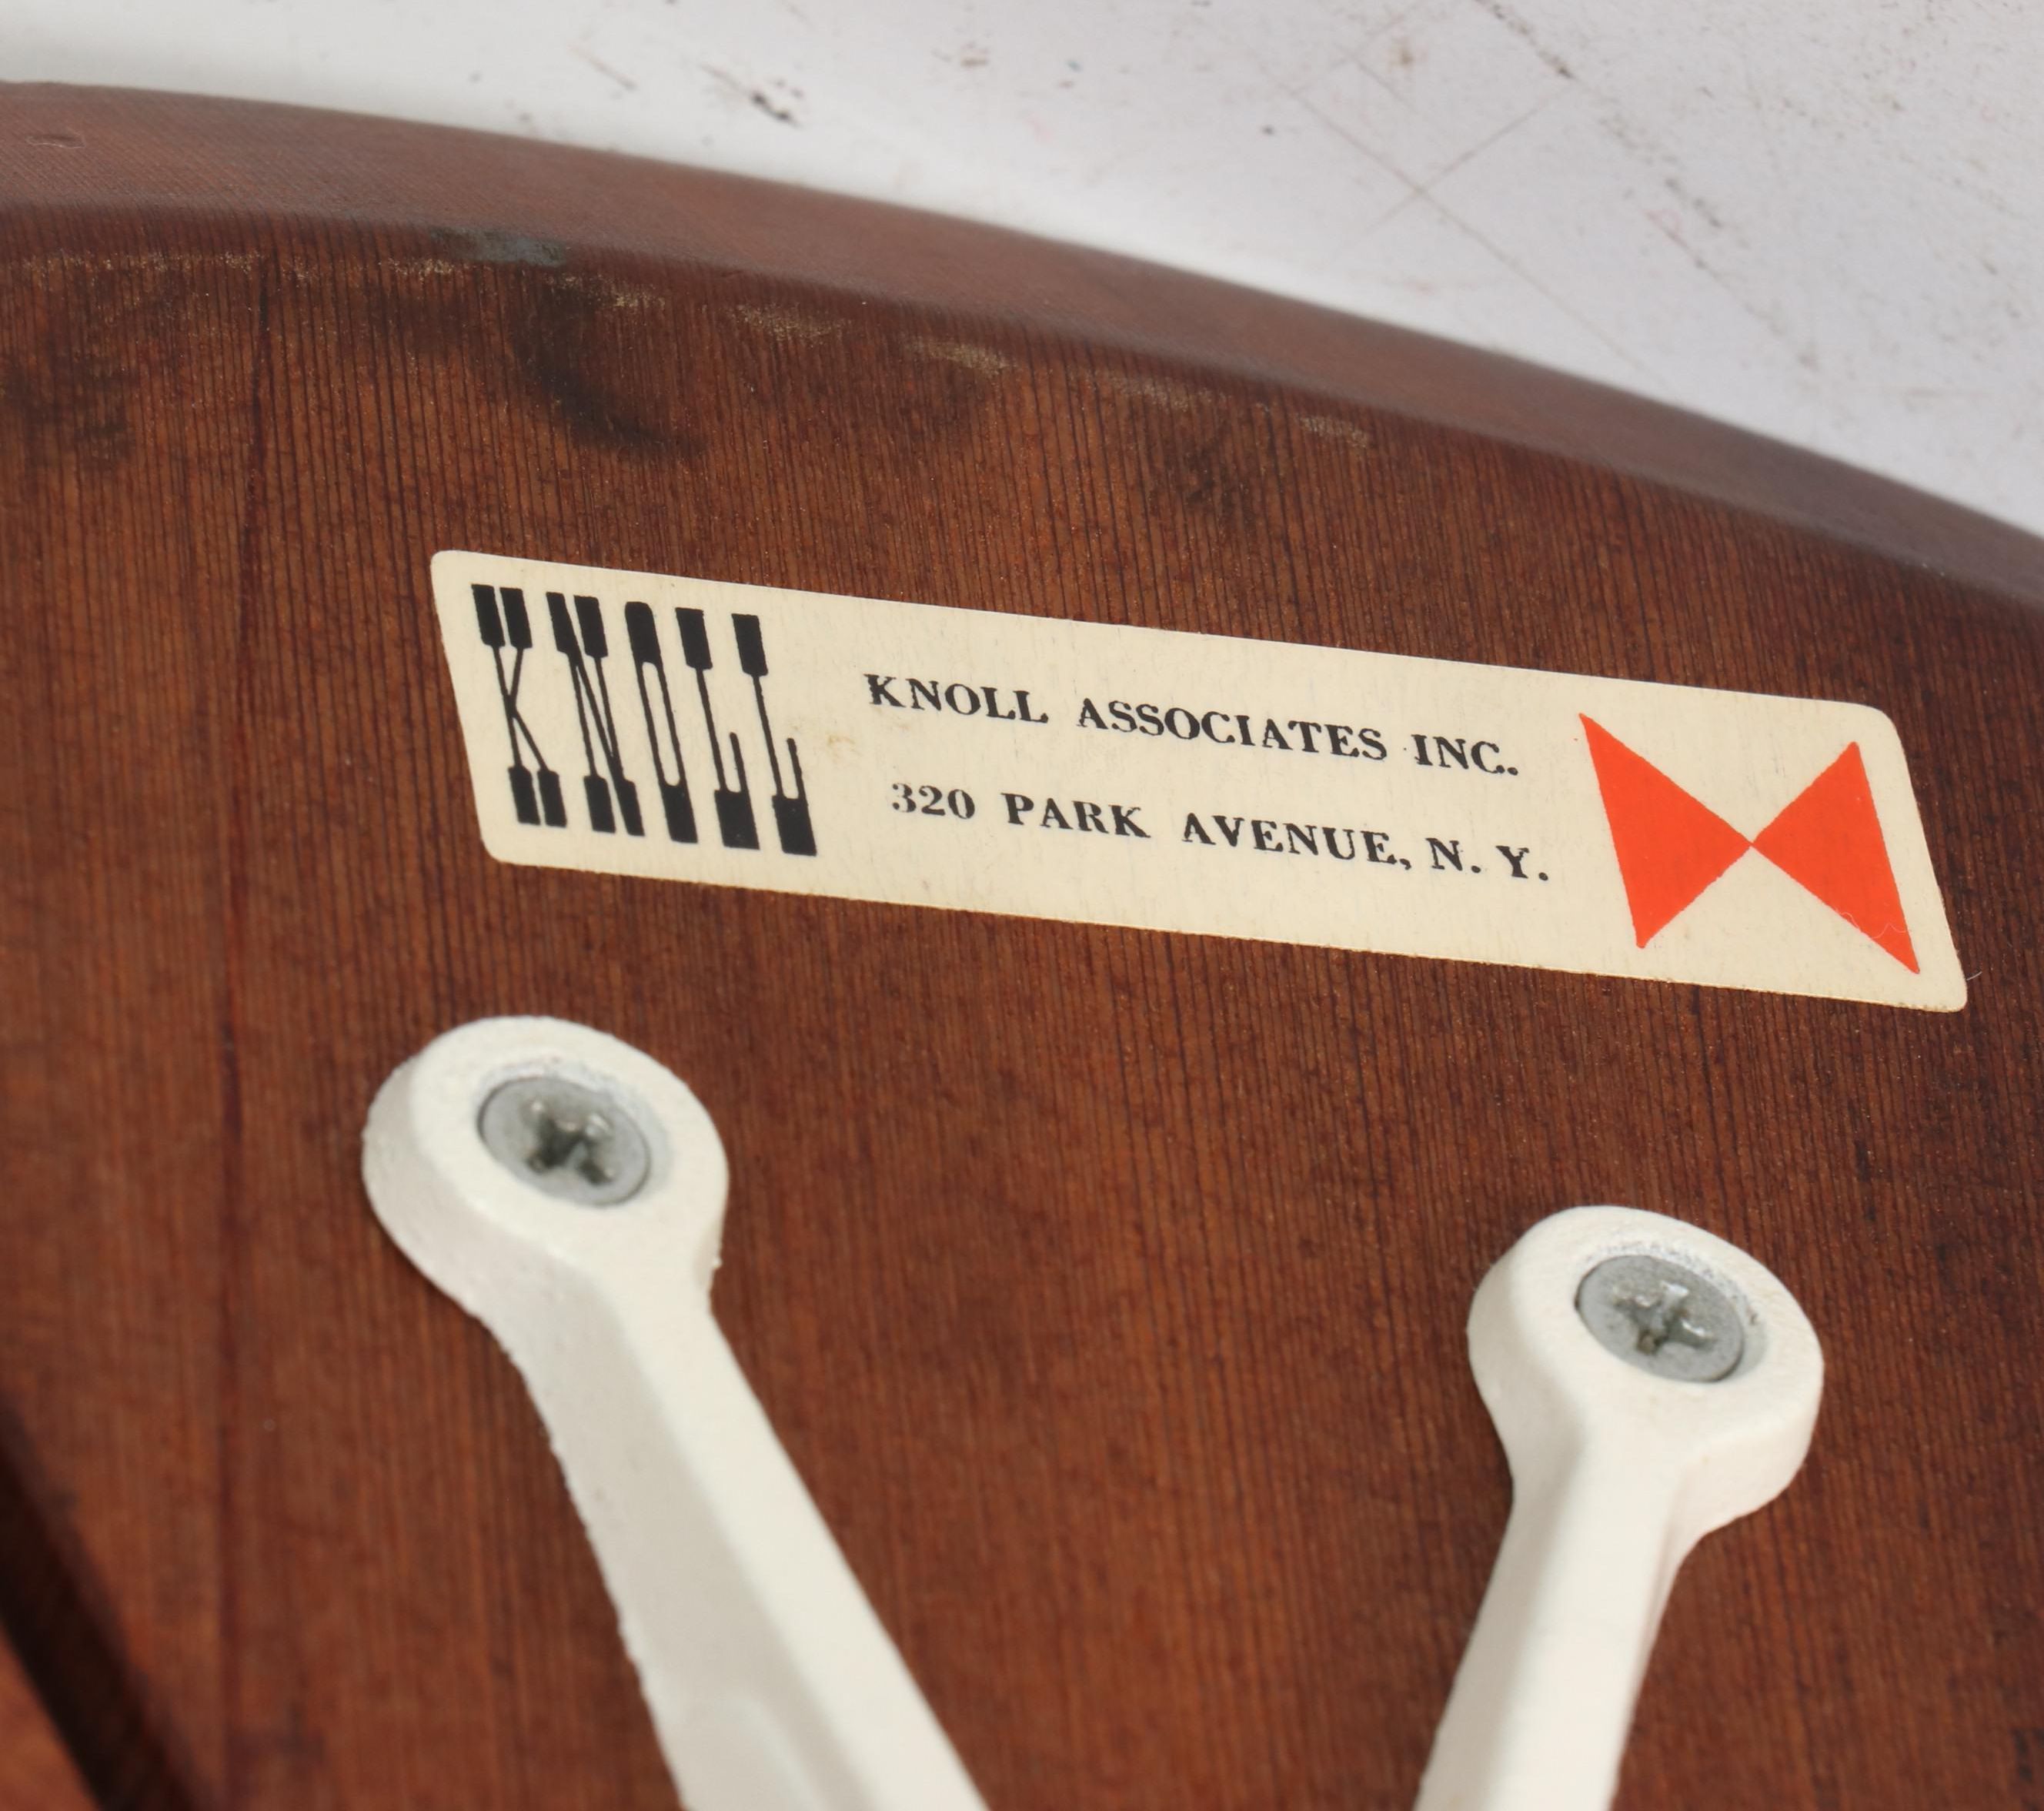 KNOLL
KNOLL ASSOCIATES INC.
320 PARK AVENUE, N. Y.